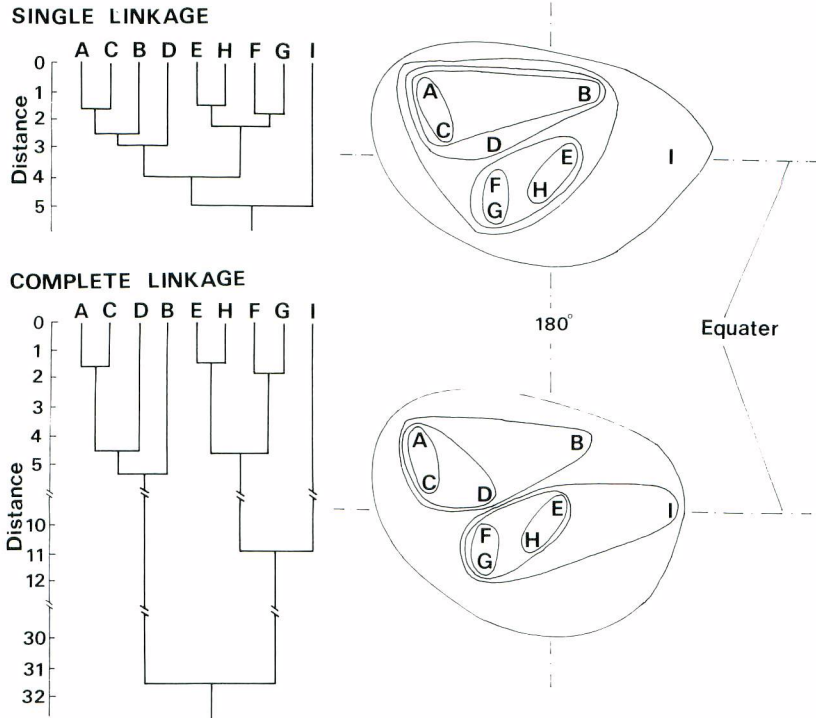 SINGLE LINKAGE
A C B D E H F G I
0
1
2
3
4
5
Distance
A
B
C
D
E
I
F
H
G
COMPLETE LINKAGE
A C D B E H F G I
0
1
2
3
4
5
10
11
12
30
31
32
Distance
180°
Equater
A
B
C
D
E
I
F
H
G